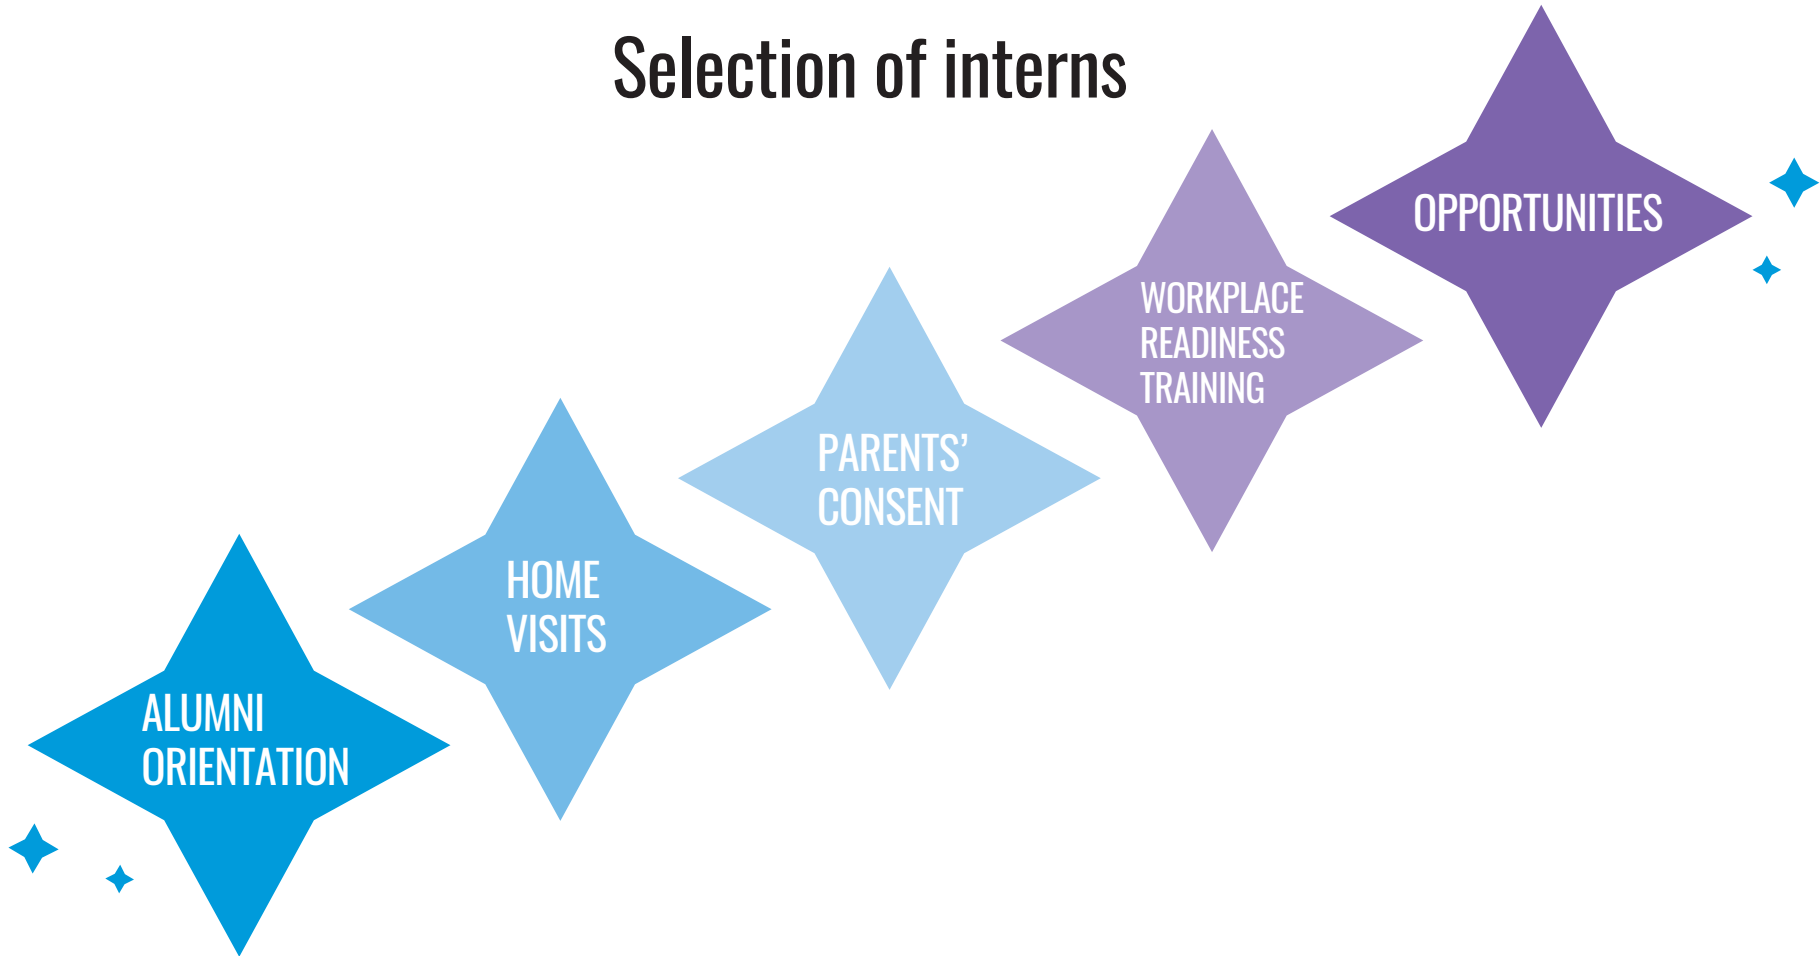 Selection of interns
ALUMNI
ORIENTATION
HOME
VISITS
PARENTS’
CONSENT
WORKPLACE
READINESS
TRAINING
OPPORTUNITIES